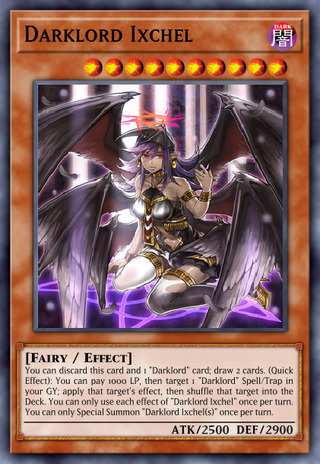 Darklord Ixchel
DARK
闇
[Fairy / Effect]
You can discard this card and 1 "Darklord" card; draw 2 cards. (Quick
Effect): You can pay 1000 LP, then target 1 "Darklord" Spell/Trap in
your GY; apply that target's effect, then shuffle that target into the
Deck. You can only use each effect of "Darklord Ixchel" once per turn.
You can only Special Summon "Darklord Ixchel(s)" once per turn.
ATK/2500 DEF/2900